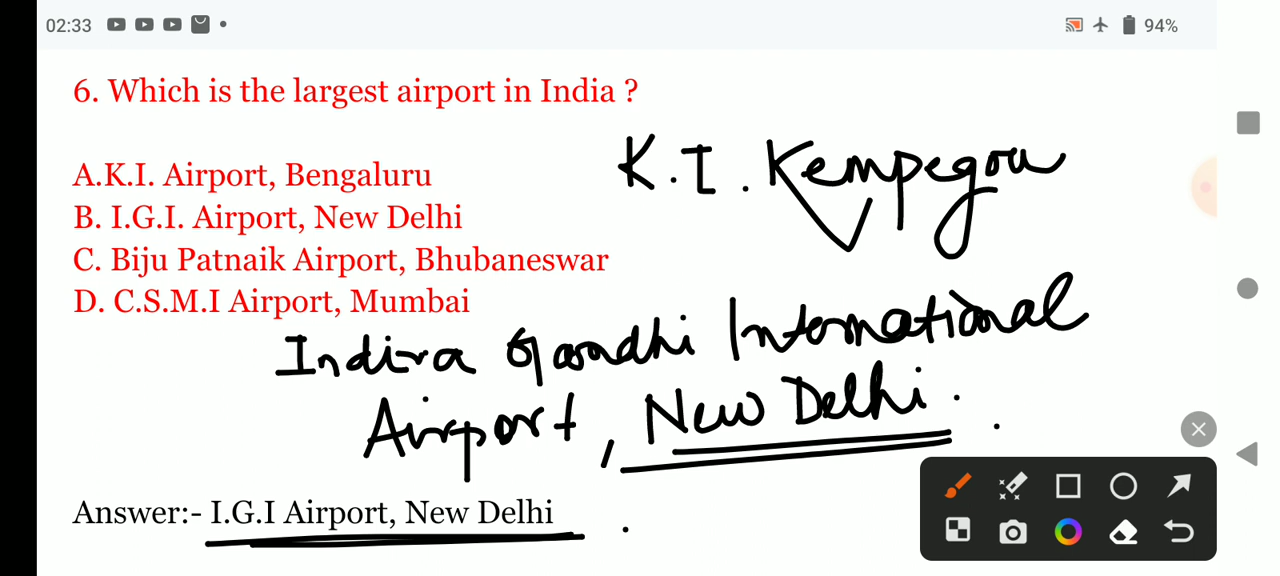 02:33 94%
6. Which is the largest airport in India ?
A.K.I. Airport, Bengaluru
B. I.G.I. Airport, New Delhi
C. Biju Patnaik Airport, Bhubaneswar
D. C.S.M.I Airport, Mumbai
K.I. Kempegou
Indira Gandhi International
Airport, New Delhi.
Answer:- I.G.I Airport, New Delhi